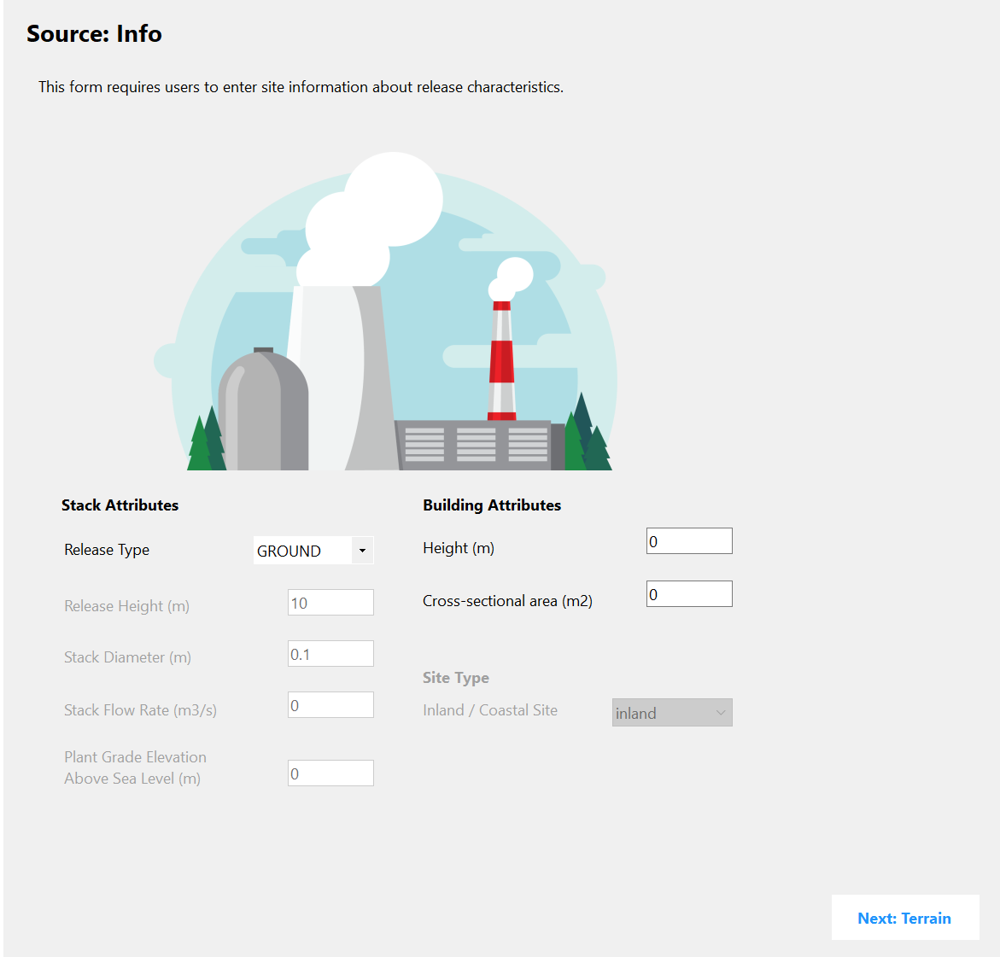 Source: Info
This form requires users to enter site information about release characteristics.
Stack Attributes
Release Type
GROUND
Release Height (m)
10
Stack Diameter (m)
0.1
Stack Flow Rate (m3/s)
0
Plant Grade Elevation
Above Sea Level (m)
0
Building Attributes
Height (m)
0
Cross-sectional area (m2)
0
Site Type
Inland / Coastal Site
inland
Next: Terrain